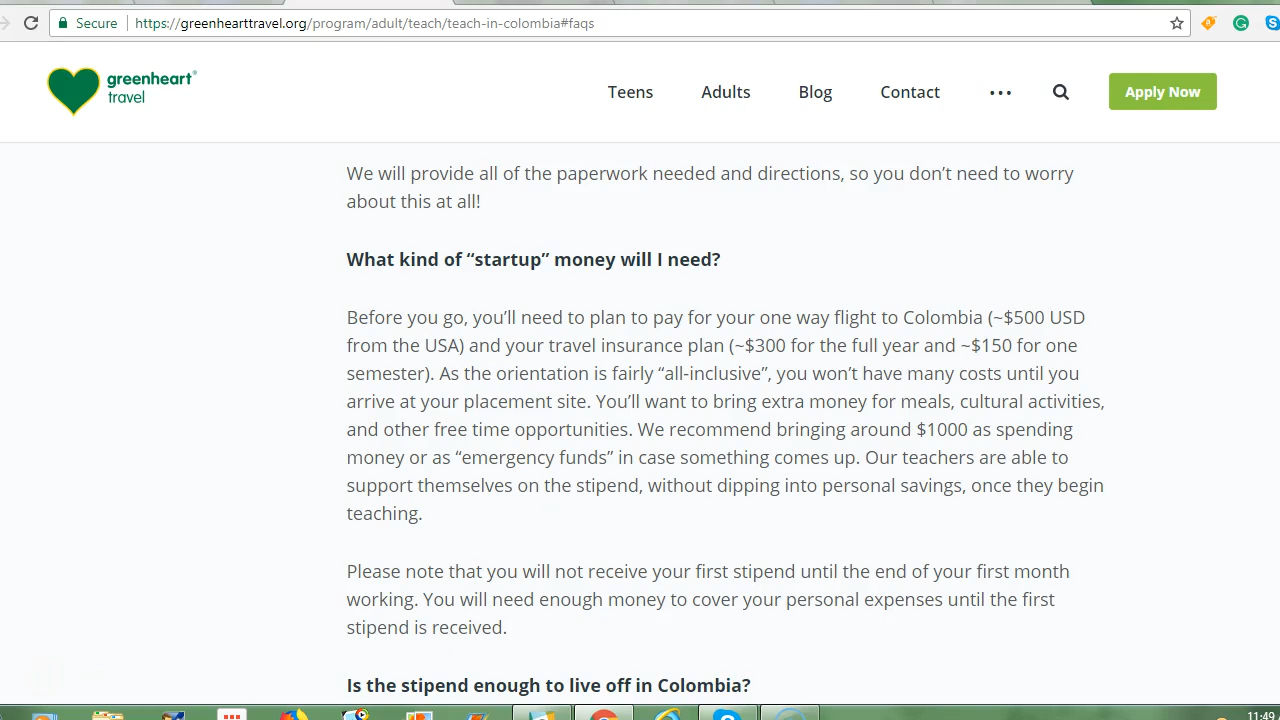 Secure
https://greenhearttravel.org/program/adult/teach/teach-in-colombia#faqs
greenheart®
travel
Teens Adults Blog Contact ••• Apply Now
We will provide all of the paperwork needed and directions, so you don’t need to worry
about this at all!
What kind of “startup” money will I need?
Before you go, you’ll need to plan to pay for your one way flight to Colombia (~$500 USD
from the USA) and your travel insurance plan (~$300 for the full year and ~$150 for one
semester). As the orientation is fairly “all-inclusive”, you won’t have many costs until you
arrive at your placement site. You’ll want to bring extra money for meals, cultural activities,
and other free time opportunities. We recommend bringing around $1000 as spending
money or as “emergency funds” in case something comes up. Our teachers are able to
support themselves on the stipend, without dipping into personal savings, once they begin
teaching.
Please note that you will not receive your first stipend until the end of your first month
working. You will need enough money to cover your personal expenses until the first
stipend is received.
Is the stipend enough to live off in Colombia?